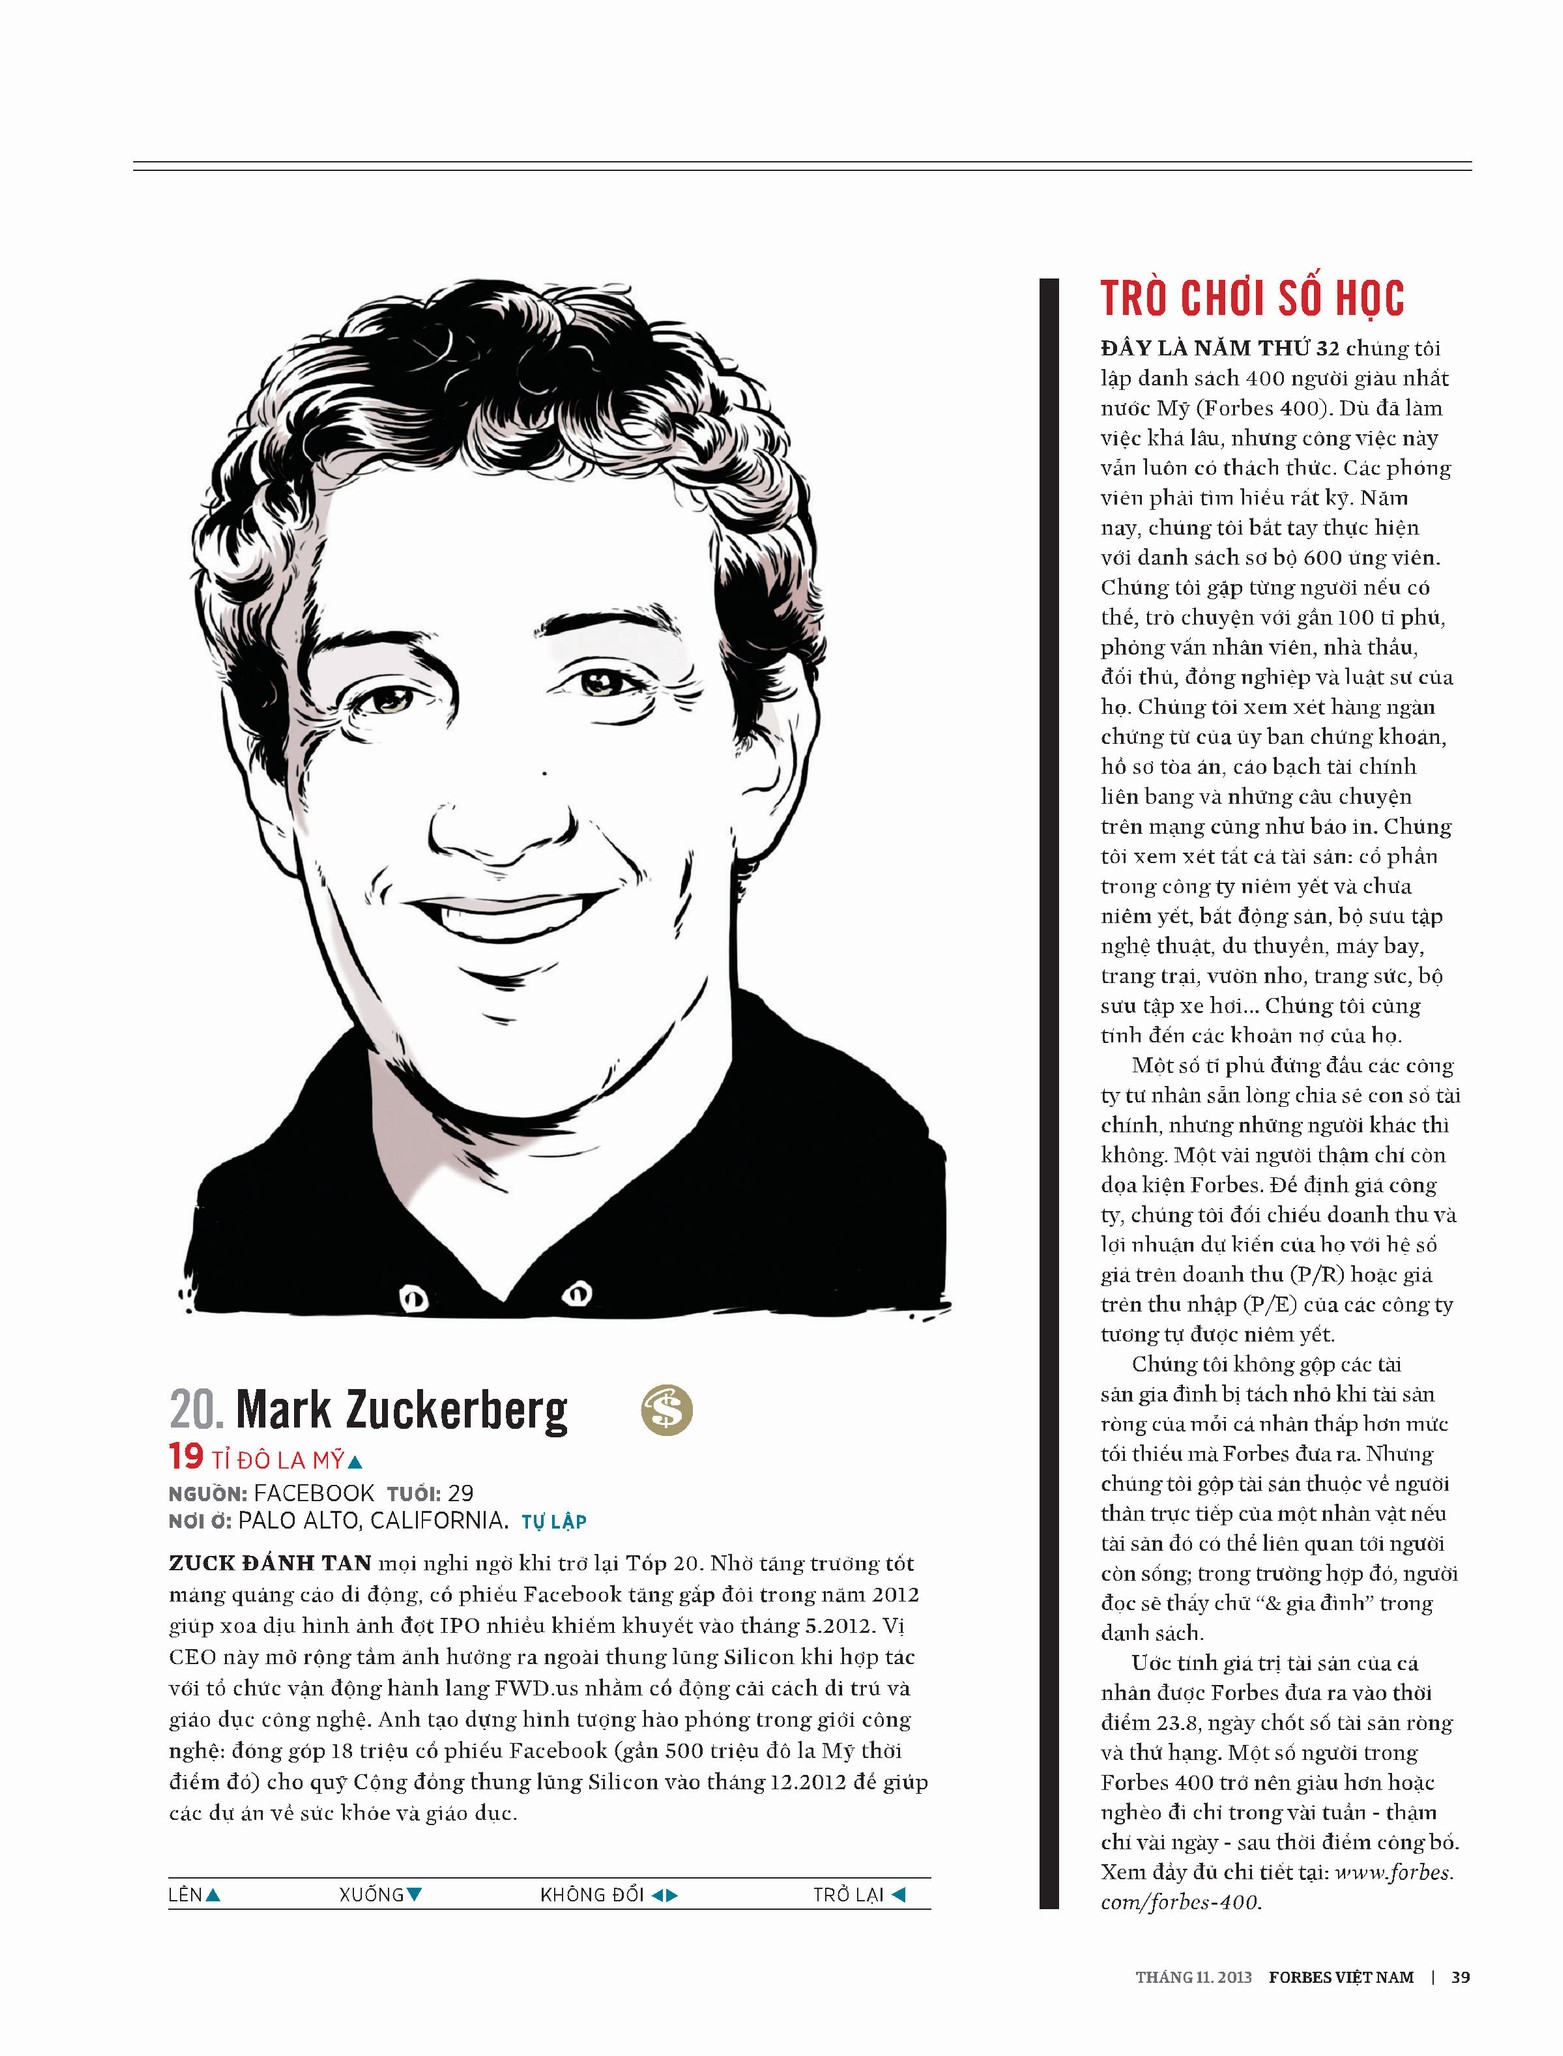 20. Mark Zuckerberg
19 TỈ ĐÔ LA MỸ▲
NGUỒN: FACEBOOK TUỔI: 29
NƠI Ở: PALO ALTO, CALIFORNIA. TỰ LẬP
ZUCK ĐÁNH TAN mọi nghi ngờ khi trở lại Tốp 20. Nhờ tăng trưởng tốt
mảng quảng cáo di động, cổ phiếu Facebook tăng gấp đôi trong năm 2012
giúp xoa dịu hình ảnh đợt IPO nhiều khiếm khuyết vào tháng 5.2012. Vị
CEO này mở rộng tầm ảnh hưởng ra ngoài thung lũng Silicon khi hợp tác
với tổ chức vận động hành lang FWD.us nhằm cổ động cải cách di trú và
giáo dục công nghệ. Anh tạo dựng hình tượng hào phóng trong giới công
nghệ: đóng góp 18 triệu cổ phiếu Facebook (gần 500 triệu đô la Mỹ thời
điểm đó) cho quỹ Cộng đồng thung lũng Silicon vào tháng 12.2012 để giúp
các dự án về sức khỏe và giáo dục.
LÊN▲ XUỐNG▼ KHÔNG ĐỔI ◀▶ TRỞ LẠI ◀
TRÒ CHƠI SỐ HỌC
ĐÂY LÀ NĂM THỨ 32 chúng tôi
lập danh sách 400 người giàu nhất
nước Mỹ (Forbes 400). Dù đã làm
việc khá lâu, nhưng công việc này
vẫn luôn có thách thức. Các phóng
viên phải tìm hiểu rất kỹ. Năm
nay, chúng tôi bắt tay thực hiện
với danh sách sơ bộ 600 ứng viên.
Chúng tôi gặp từng người nếu có
thể, trò chuyện với gần 100 tỉ phú,
phỏng vấn nhân viên, nhà thầu,
đối thủ, đồng nghiệp và luật sư của
họ. Chúng tôi xem xét hàng ngàn
chứng từ của ủy ban chứng khoán,
hồ sơ tòa án, cáo bạch tài chính
liên bang và những câu chuyện
trên mạng cũng như báo in. Chúng
tôi xem xét tất cả tài sản: cổ phần
trong công ty niêm yết và chưa
niêm yết, bất động sản, bộ sưu tập
nghệ thuật, du thuyền, máy bay,
trang trại, vườn nho, trang sức, bộ
sưu tập xe hơi... Chúng tôi cũng
tính đến các khoản nợ của họ.
Một số tỉ phú đứng đầu các công
ty tư nhân sẵn lòng chia sẻ con số tài
chính, nhưng những người khác thì
không. Một vài người thậm chí còn
dọa kiện Forbes. Để định giá công
ty, chúng tôi đối chiếu doanh thu và
lợi nhuận dự kiến của họ với hệ số
giá trên doanh thu (P/R) hoặc giá
trên thu nhập (P/E) của các công ty
tương tự được niêm yết.
Chúng tôi không gộp các tài
sản gia đình bị tách nhỏ khi tài sản
ròng của mỗi cá nhân thấp hơn mức
tối thiểu mà Forbes đưa ra. Nhưng
chúng tôi gộp tài sản thuộc về người
thân trực tiếp của một nhân vật nếu
tài sản đó có thể liên quan tới người
còn sống; trong trường hợp đó, người
đọc sẽ thấy chữ “& gia đình” trong
danh sách.
Ước tính giá trị tài sản của cá
nhân được Forbes đưa ra vào thời
điểm 23.8, ngày chốt số tài sản ròng
và thứ hạng. Một số người trong
Forbes 400 trở nên giàu hơn hoặc
nghèo đi chỉ trong vài tuần - thậm
chí vài ngày - sau thời điểm công bố.
Xem đầy đủ chi tiết tại: www.forbes.
com/forbes-400.
THÁNG 11. 2013 FORBES VIỆT NAM | 39